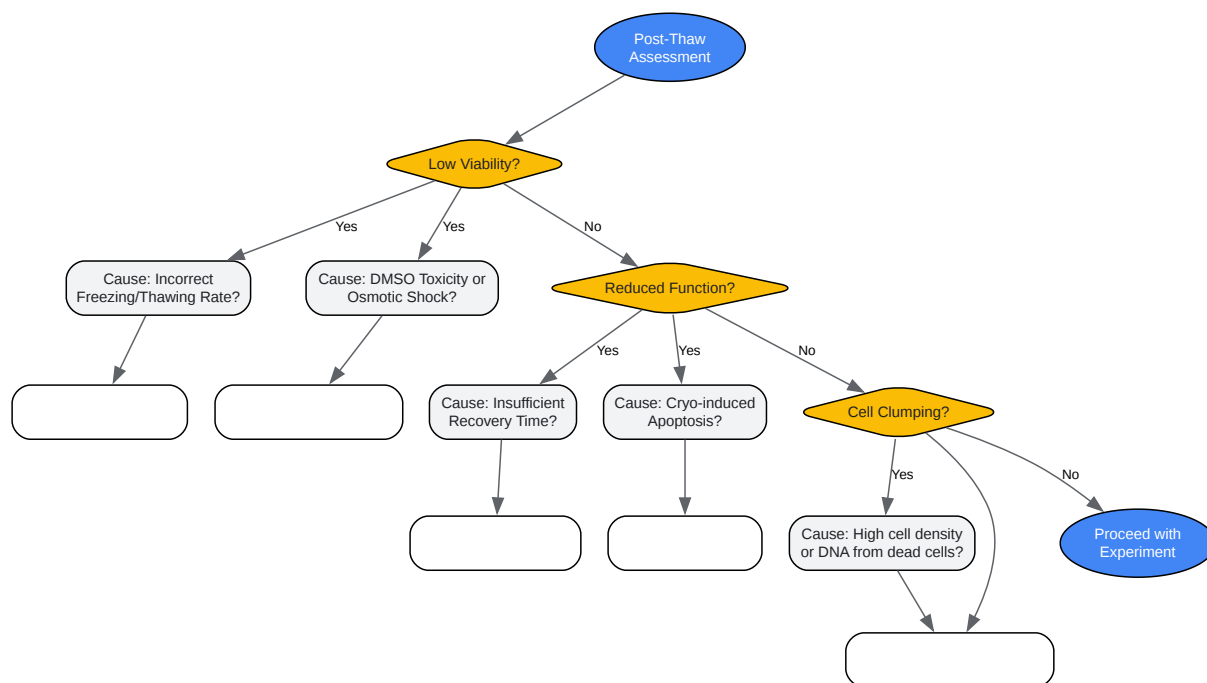 Post-Thaw
Assessment
Low Viability?
Yes
Yes
No
Cause: Incorrect
Freezing/Thawing Rate?
Cause: DMSO Toxicity or
Osmotic Shock?
Reduced Function?
Yes
Yes
No
Cause: Insufficient
Recovery Time?
Cause: Cryo-induced
Apoptosis?
Cell Clumping?
Yes
No
Cause: High cell density
or DNA from dead cells?
Proceed with
Experiment